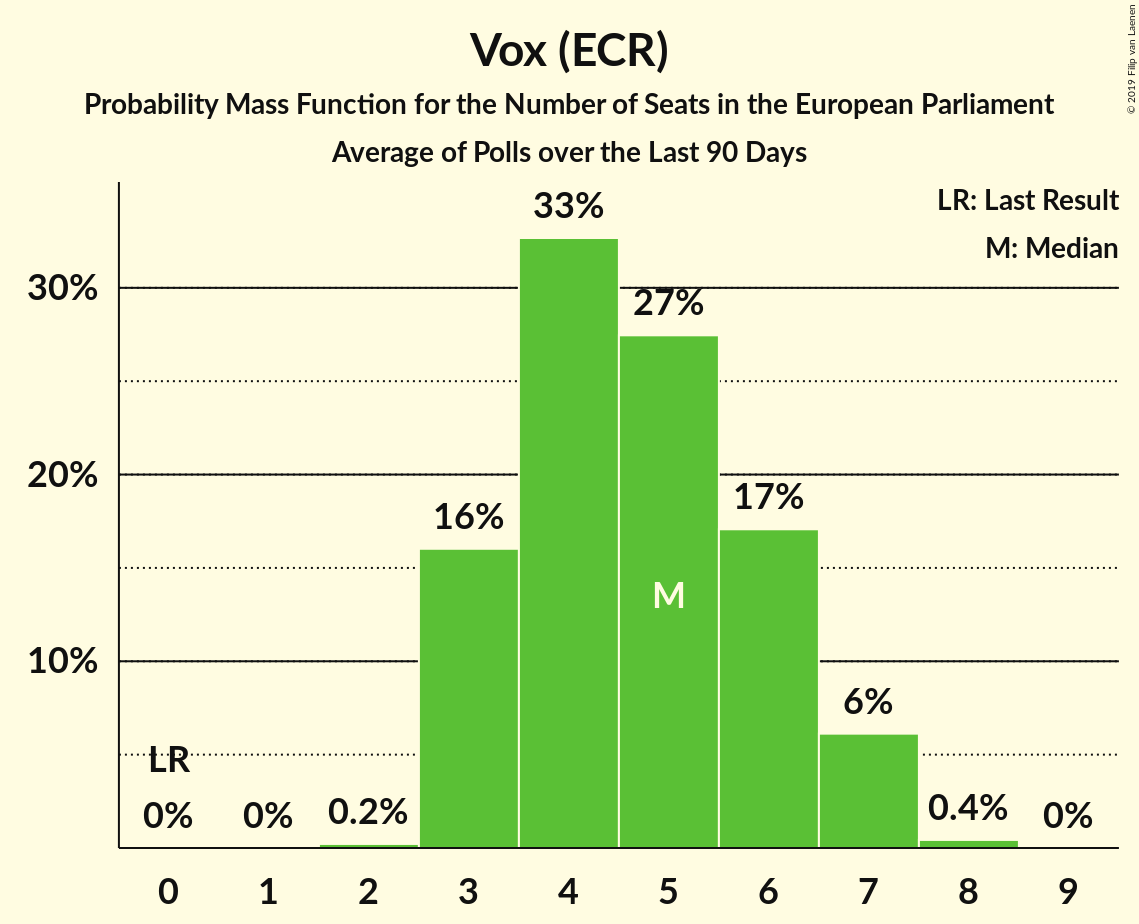 Vox (ECR)
Probability Mass Function for the Number of Seats in the European Parliament
Average of Polls over the Last 90 Days
© 2019 Filip van Laenen
LR: Last Result
M: Median
33%
30%
27%
20%
17%
16%
M
10%
6%
LR
0%
0%
0.2%
0.4%
0%
0 1 2 3 4 5 6 7 8 9